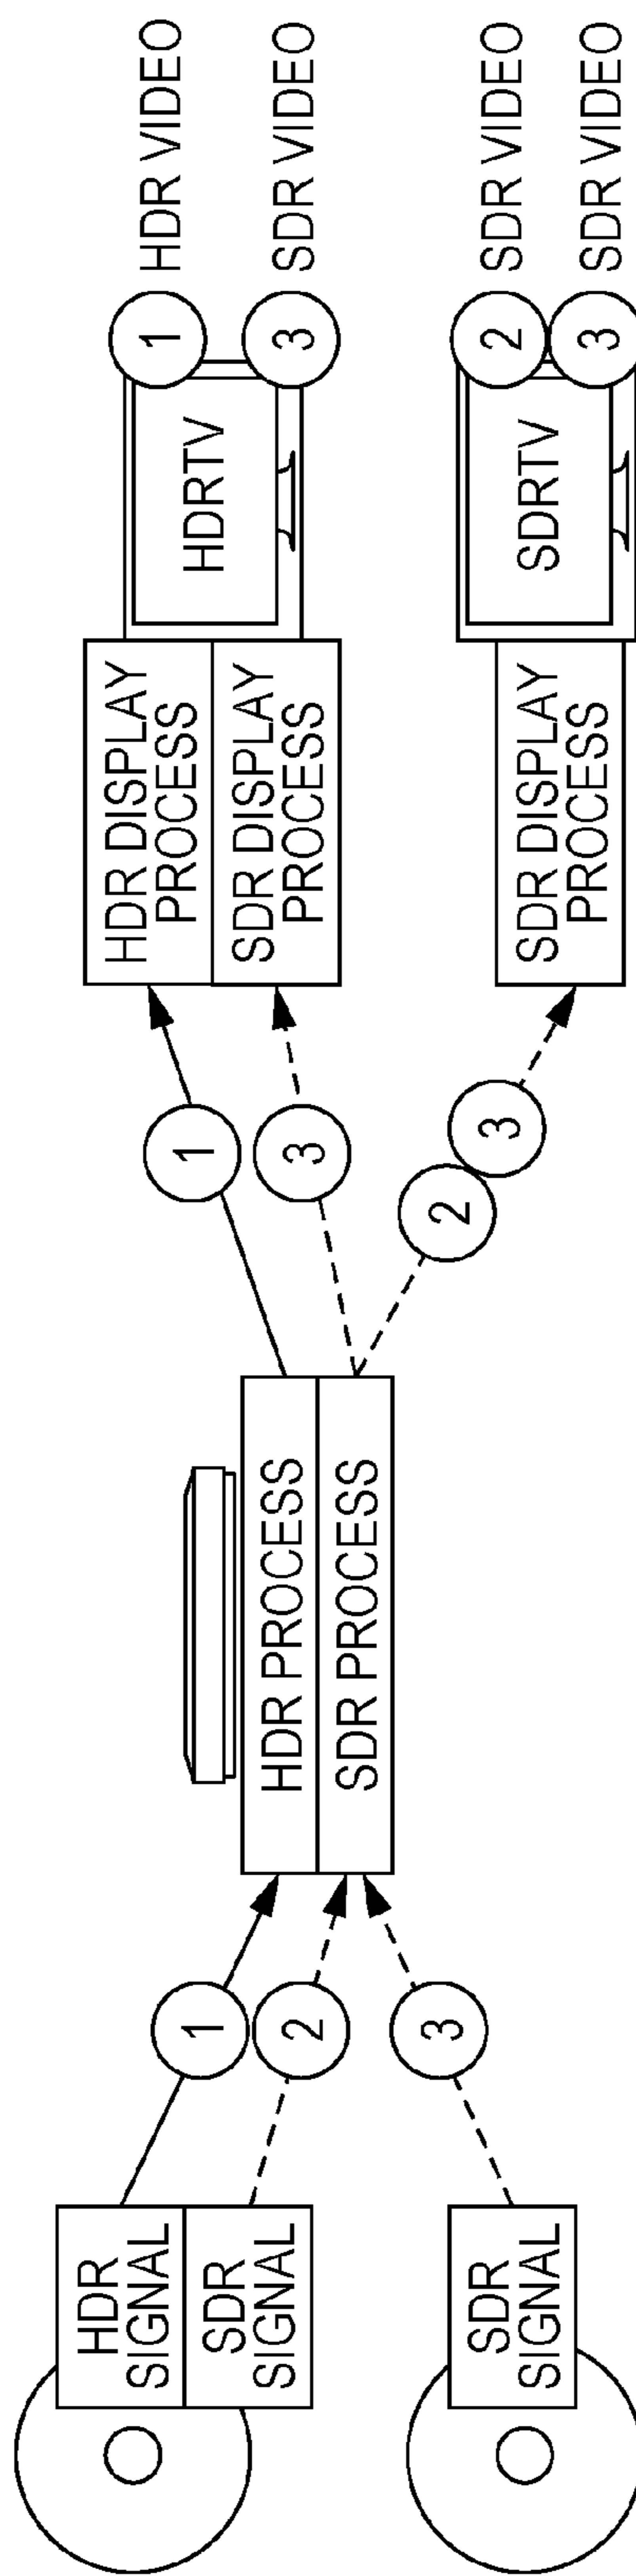 HDR
SIGNAL
SDR
SIGNAL
SDR
SIGNAL
1
2
3
HDR PROCESS
SDR PROCESS
1
3
2
3
HDR DISPLAY
PROCESS
SDR DISPLAY
PROCESS
SDR DISPLAY
PROCESS
HDRTV
SDRTV
1
HDR VIDEO
3
SDR VIDEO
2
SDR VIDEO
3
SDR VIDEO